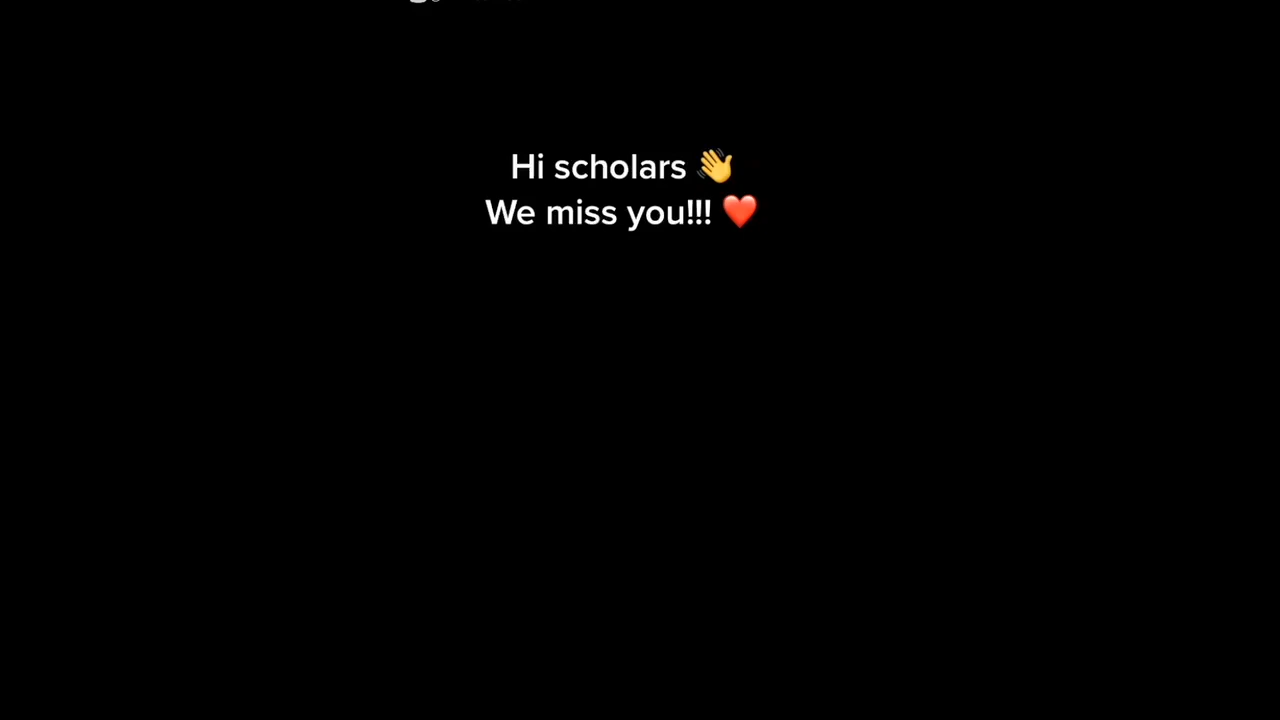 Hi scholars 👋
We miss you!!! ❤️